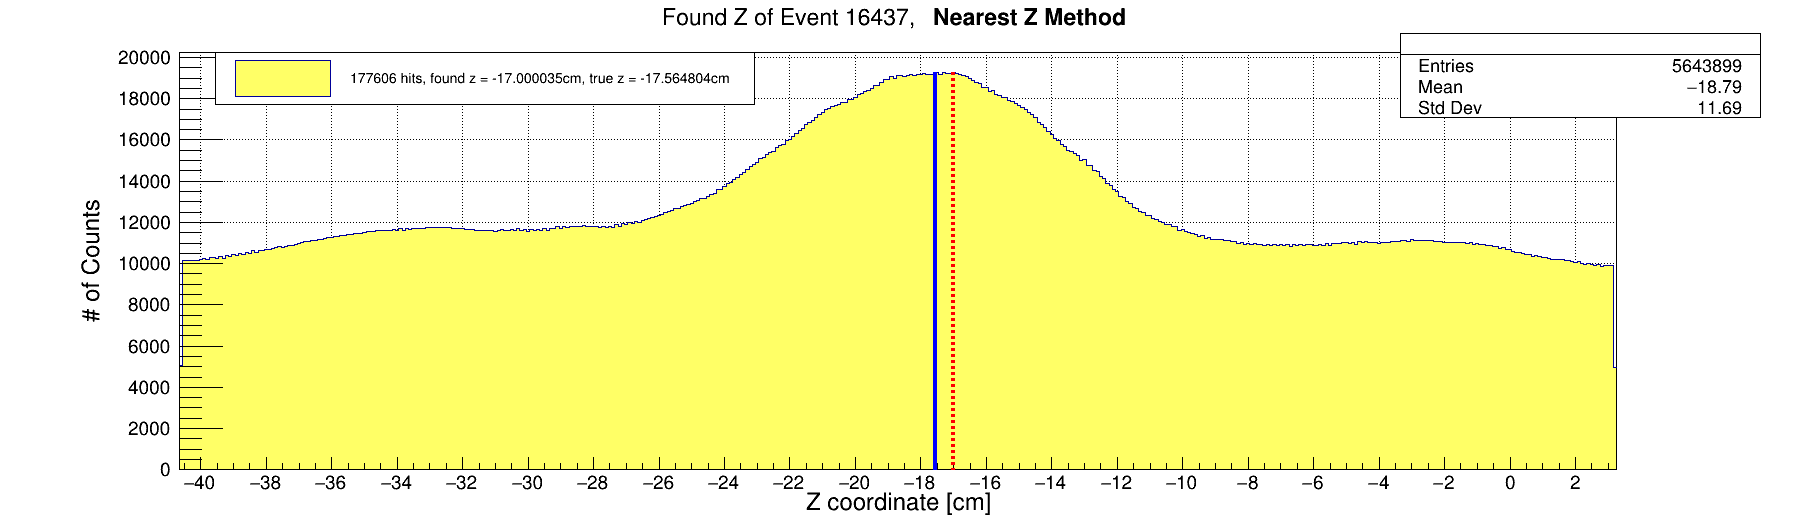 Found Z of Event 16437, Nearest Z Method
177606 hits, found z = -17.000035cm, true z = -17.564804cm
Entries 5643899
Mean −18.79
Std Dev 11.69
# of Counts
20000
18000
16000
14000
12000
10000
8000
6000
4000
2000
0
−40 −38 −36 −34 −32 −30 −28 −26 −24 −22 −20 −18 −16 −14 −12 −10 −8 −6 −4 −2 0 2
Z coordinate [cm]